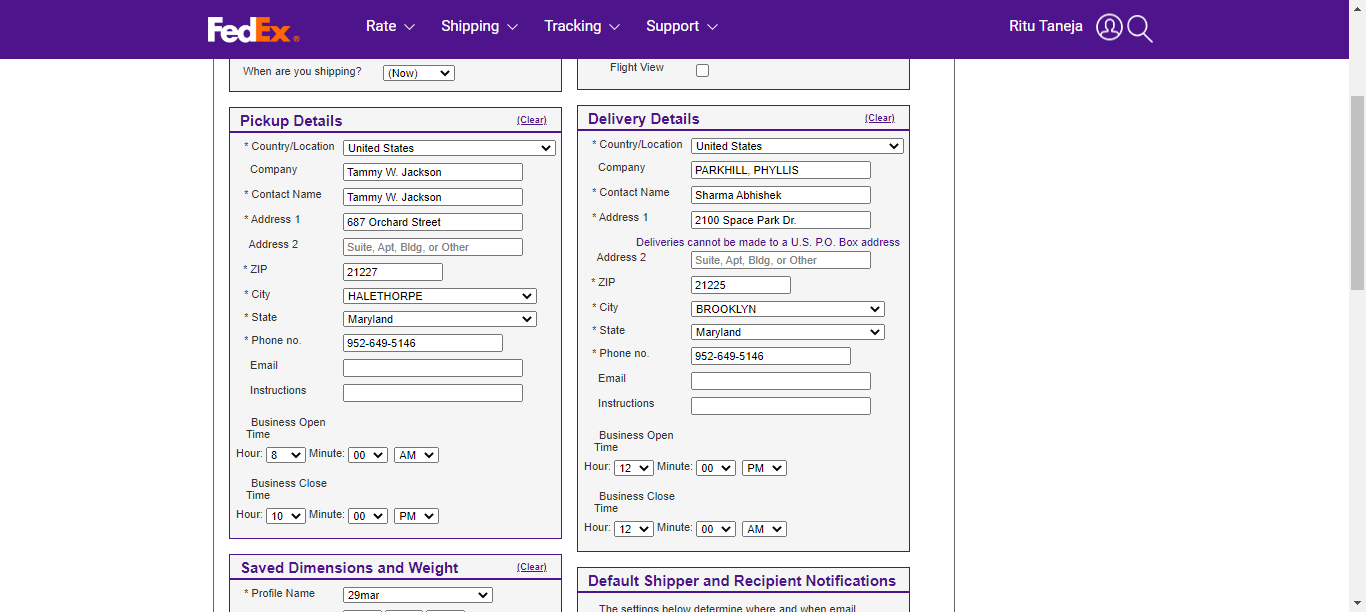 FedEx®
Rate
Shipping
Tracking
Support
Ritu Taneja
When are you shipping? (Now)
Flight View
Pickup Details (Clear)
* Country/Location United States
Company Tammy W. Jackson
* Contact Name Tammy W. Jackson
* Address 1 687 Orchard Street
Address 2 Suite, Apt, Bldg, or Other
* ZIP 21227
* City HALETHORPE
* State Maryland
* Phone no. 952-649-5146
Email
Instructions
Business Open
Time
Hour: 8 Minute: 00 AM
Business Close
Time
Hour: 10 Minute: 00 PM
Saved Dimensions and Weight (Clear)
* Profile Name 29mar
Delivery Details (Clear)
* Country/Location United States
Company PARKHILL, PHYLLIS
* Contact Name Sharma Abhishek
* Address 1 2100 Space Park Dr.
Deliveries cannot be made to a U.S. P.O. Box address
Address 2 Suite, Apt, Bldg, or Other
* ZIP 21225
* City BROOKLYN
* State Maryland
* Phone no. 952-649-5146
Email
Instructions
Business Open
Time
Hour: 12 Minute: 00 PM
Business Close
Time
Hour: 12 Minute: 00 AM
Default Shipper and Recipient Notifications
The settings below determine where and when email